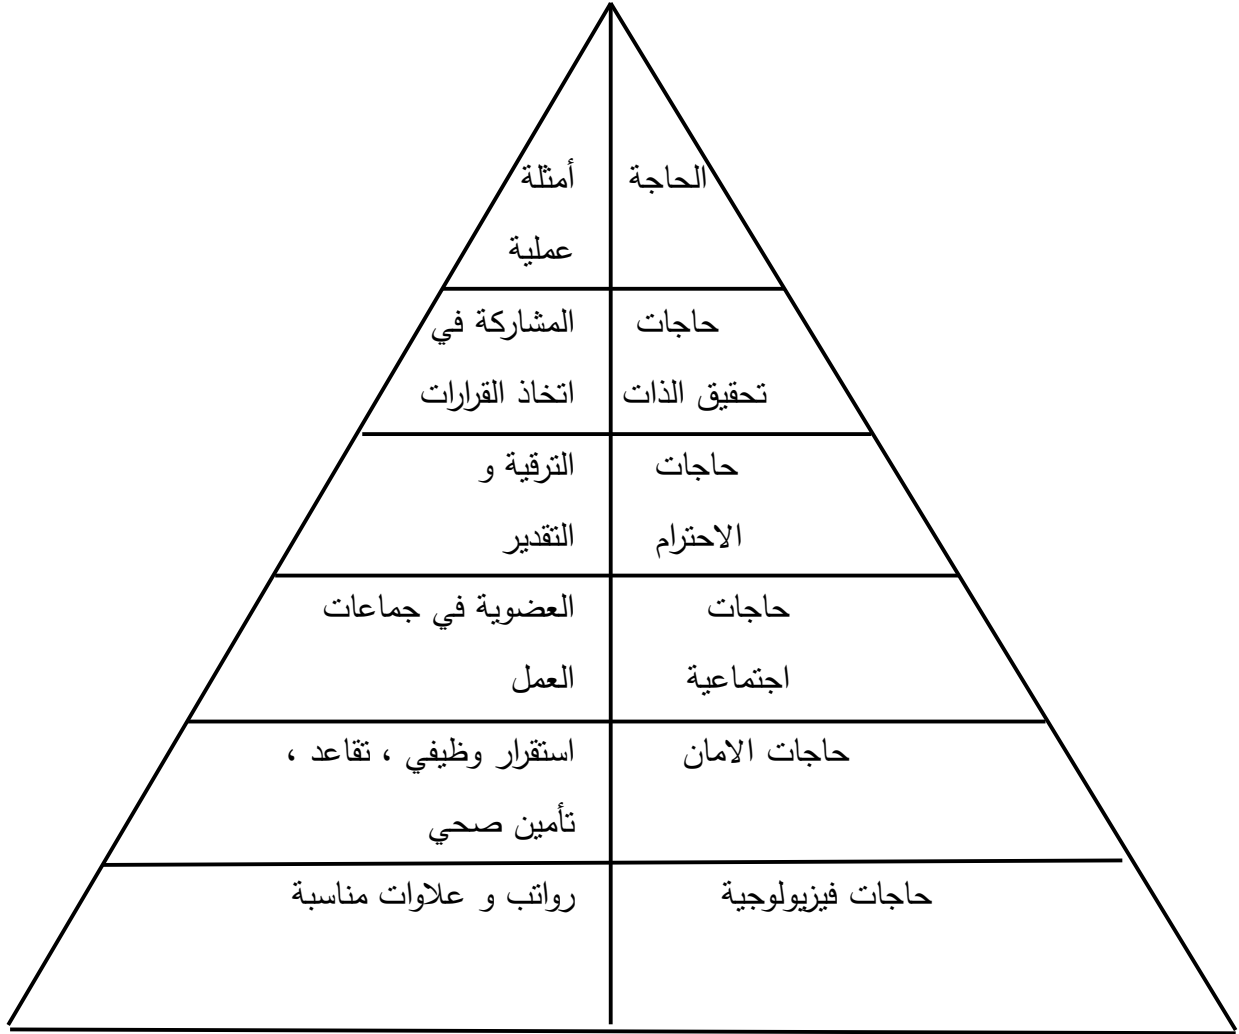 الحاجة
أمثلة
عملية
حاجات
تحقيق الذات
المشاركة في
اتخاذ القرارات
حاجات
الاحترام
الترقية و
التقدير
حاجات
اجتماعية
العضوية في جماعات
العمل
حاجات الامان
استقرار وظيفي ، تقاعد ،
تأمين صحي
حاجات فيزيولوجية
رواتب و علاوات مناسبة